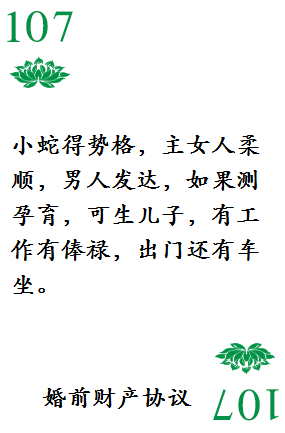 107
小蛇得势格，主女人柔
顺，男人发达，如果测
孕育，可生儿子，有工
作有俸禄，出门还有车
坐。
婚前财产协议
107